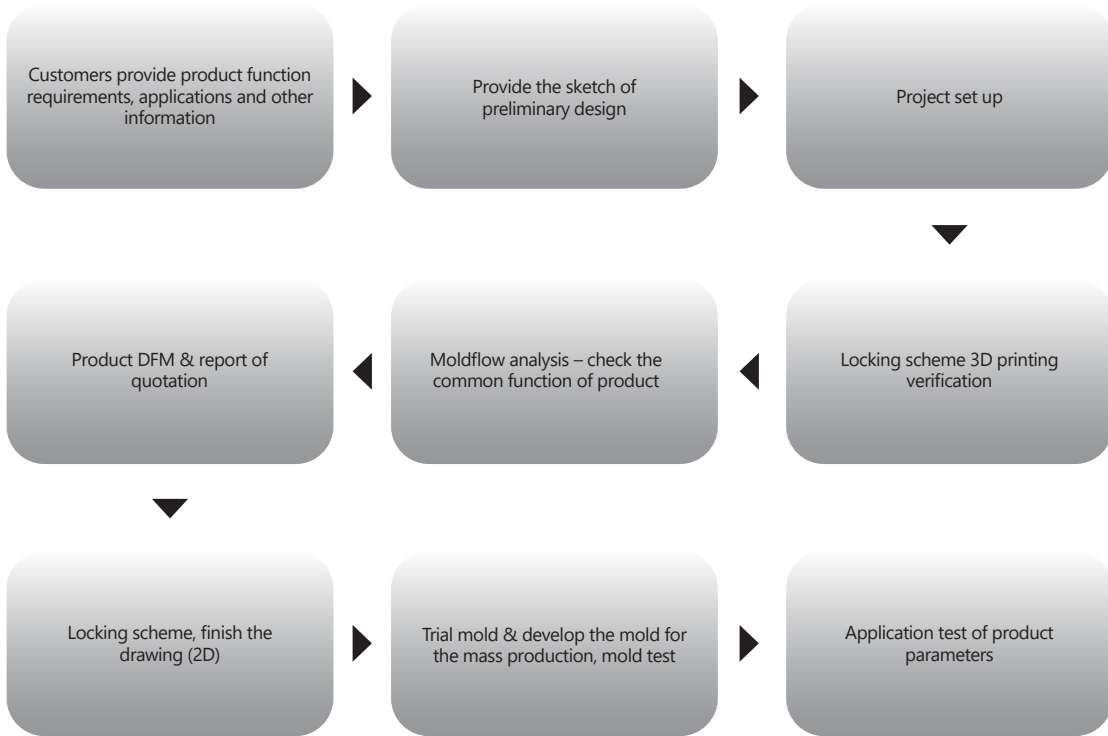 Customers provide product function
requirements, applications and other
information
Provide the sketch of
preliminary design
Project set up
Locking scheme 3D printing
verification
Moldflow analysis – check the
common function of product
Product DFM & report of
quotation
Locking scheme, finish the
drawing (2D)
Trial mold & develop the mold for
the mass production, mold test
Application test of product
parameters